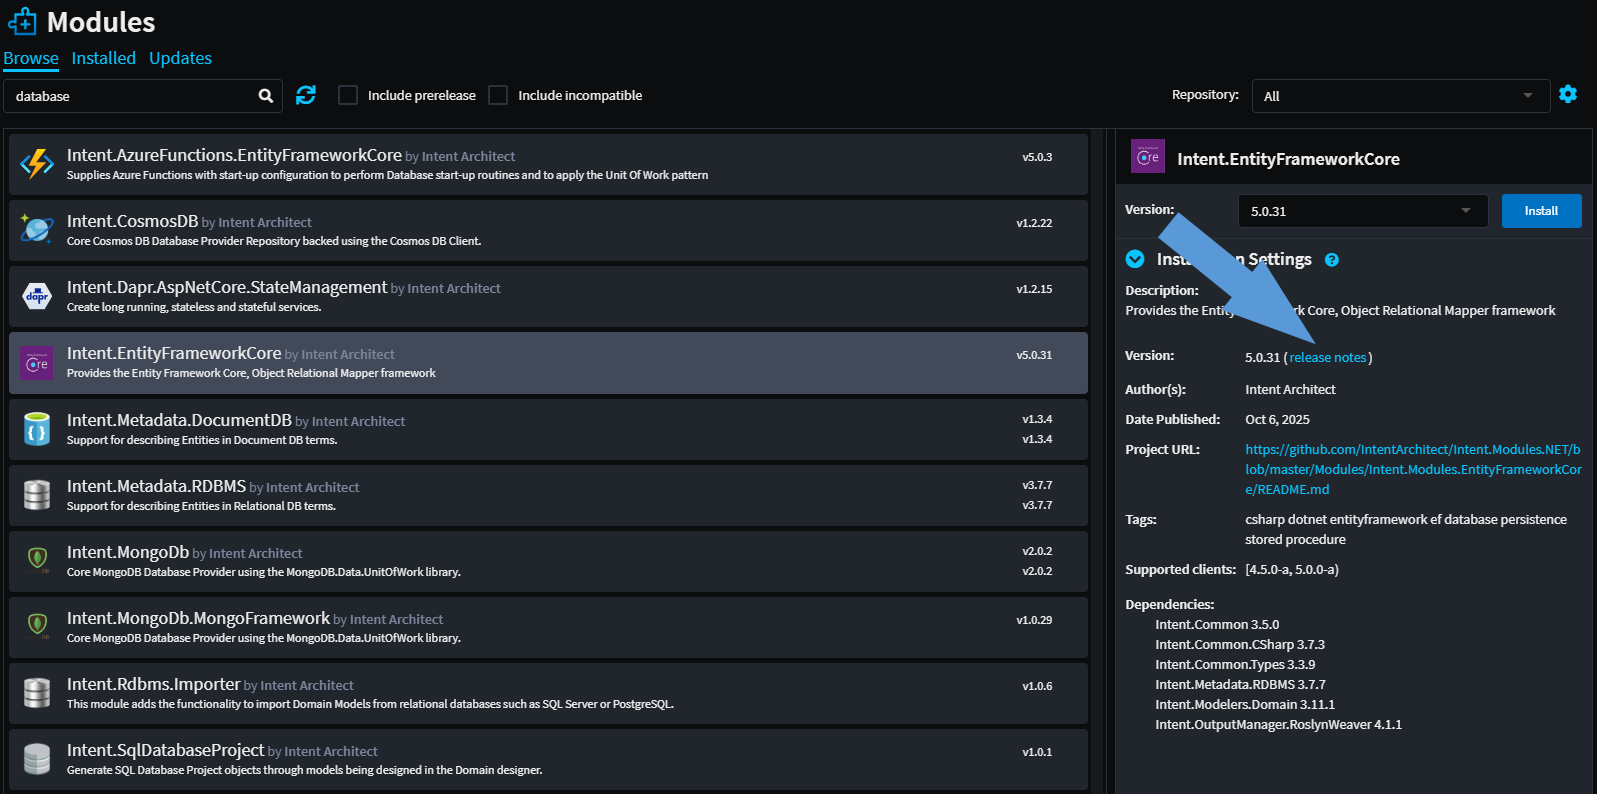 Modules
Browse Installed Updates
database
Include prerelease
Include incompatible
Repository:
All
Intent.AzureFunctions.EntityFrameworkCore by Intent Architect
v5.0.3
Supplies Azure Functions with start-up configuration to perform Database start-up routines and to apply the Unit Of Work pattern
Intent.CosmosDB by Intent Architect
v1.2.22
Core Cosmos DB Database Provider Repository backed using the Cosmos DB Client.
dapr
Intent.Dapr.AspNetCore.StateManagement by Intent Architect
v1.2.15
Create long running, stateless and stateful services.
Core
Intent.EntityFrameworkCore by Intent Architect
v5.0.31
Provides the Entity Framework Core, Object Relational Mapper framework
Intent.Metadata.DocumentDB by Intent Architect
v1.3.4
Support for describing Entities in Document DB terms.
v1.3.4
Intent.Metadata.RDBMS by Intent Architect
v3.7.7
Support for describing Entities in Relational DB terms.
v3.7.7
Intent.MongoDb by Intent Architect
v2.0.2
Core MongoDB Database Provider using the MongoDB.Data.UnitOfWork library.
v2.0.2
Intent.MongoDb.MongoFramework by Intent Architect
v1.0.29
Core MongoDB Database Provider using the MongoDB.Data.UnitOfWork library.
Intent.Rdbms.Importer by Intent Architect
v1.0.6
This module adds the functionality to import Domain Models from relational databases such as SQL Server or PostgreSQL.
Intent.SqlDatabaseProject by Intent Architect
v1.0.1
Generate SQL Database Project objects through models being designed in the Domain designer.
Core
Intent.EntityFrameworkCore
Version:
5.0.31
Install
Settings
Description:
Provides the Core, Object Relational Mapper framework
Version:
5.0.31 (release notes)
Author(s):
Intent Architect
Date Published:
Oct 6, 2025
Project URL:
https://github.com/IntentArchitect/Intent.Modules.NET/b
lob/master/Modules/Intent.Modules.EntityFrameworkCor
e/README.md
Tags:
csharp dotnet entityframework ef database persistence
stored procedure
Supported clients:
[4.5.0-a, 5.0.0-a)
Dependencies:
Intent.Common 3.5.0
Intent.Common.CSharp 3.7.3
Intent.Common.Types 3.3.9
Intent.Metadata.RDBMS 3.7.7
Intent.Modelers.Domain 3.11.1
Intent.OutputManager.RoslynWeaver 4.1.1